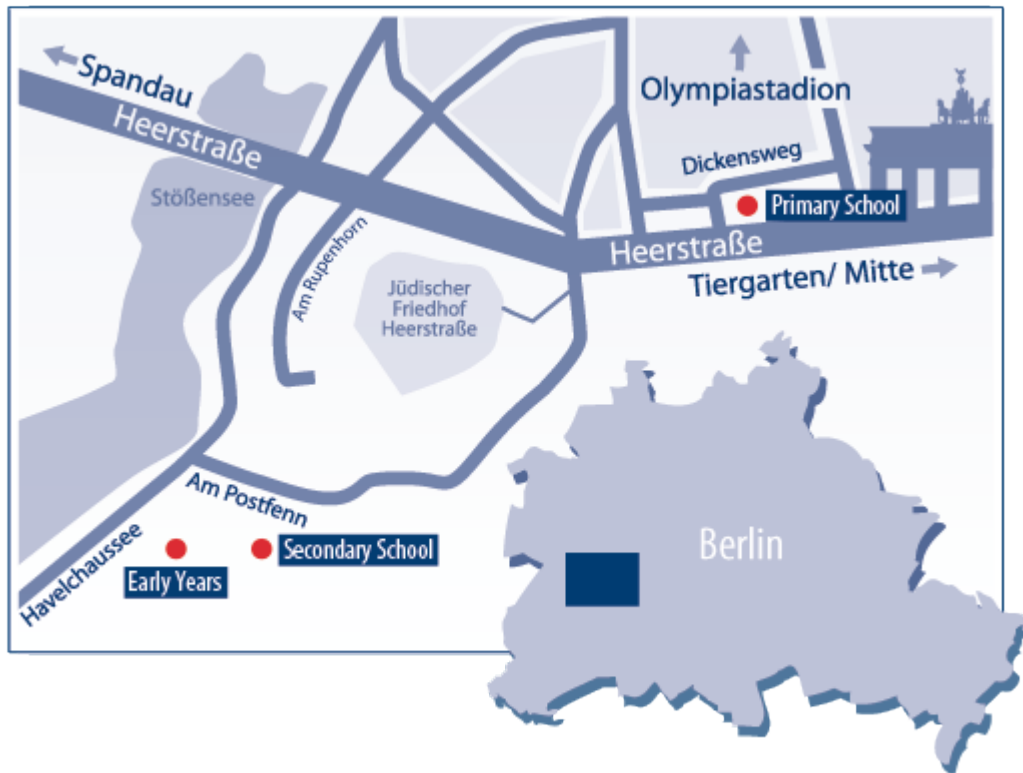 Spandau
Heerstraße
Olympiastadion
Dickensweg
Stößensee
Primary School
Am Rupenhorn
Heerstraße
Tiergarten/ Mitte
Jüdischer
Friedhof
Heerstraße
Am Postfenn
Secondary School
Havelchaussee
Early Years
Berlin